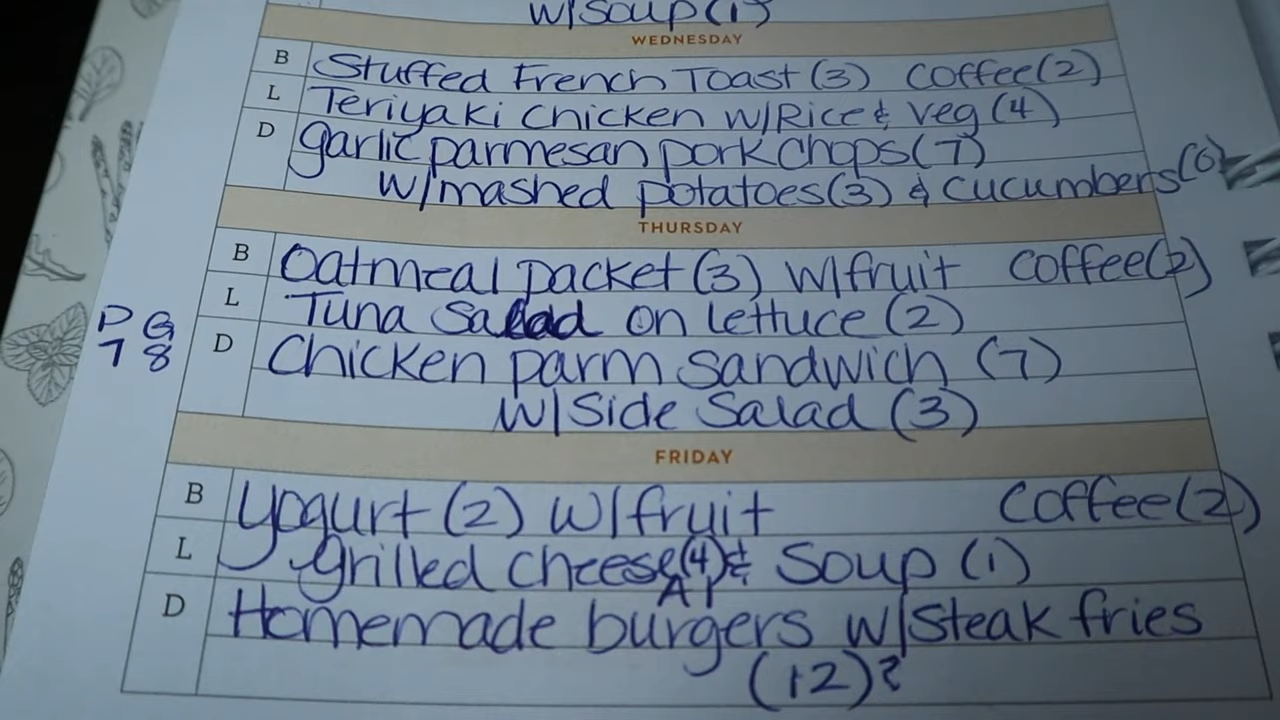 W/Soup (1)
WEDNESDAY
B Stuffed French Toast (3) Coffee (2)
L Teriyaki Chicken W/Rice & Veg (4)
D garlic parmesan pork chops (7)
W/mashed potatoes (3) & cucumbers (0)
THURSDAY
B Oatmeal packet (3) W/fruit Coffee (2)
L Tuna Salad on lettuce (2)
D G
7 8
D Chicken parm Sandwich (7)
W/Side Salad (3)
FRIDAY
B Yogurt (2) W/fruit Coffee (2)
L grilled cheese (4) & Soup (1)
A1
D Homemade burgers W/Steak fries
(12)?